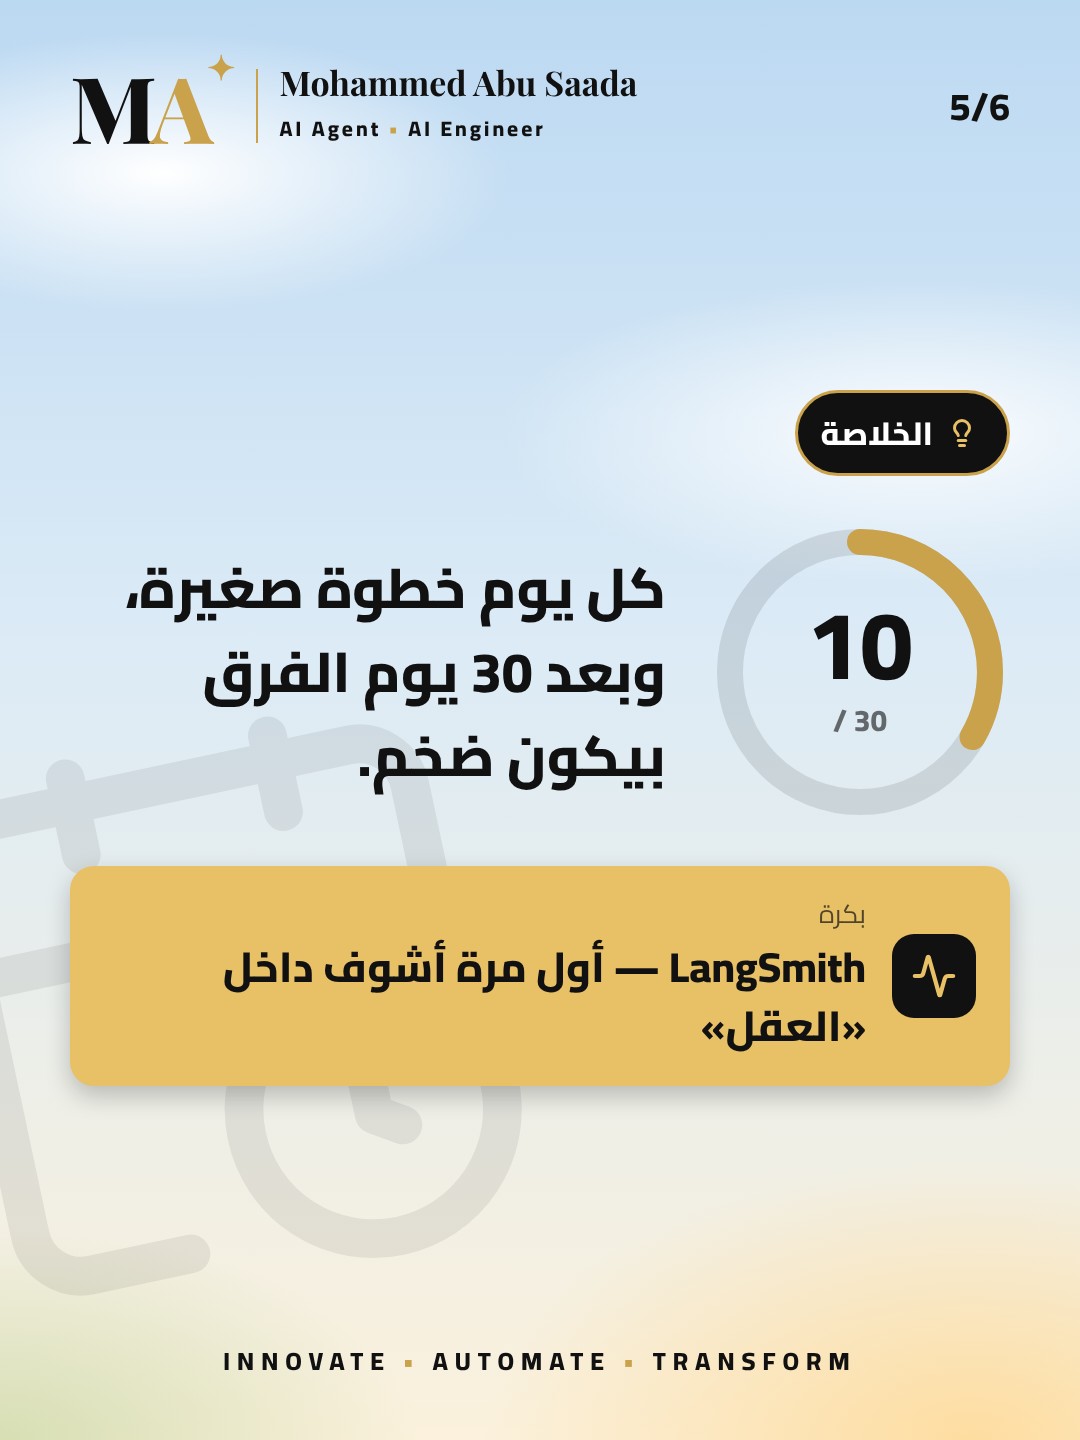 MA
Mohammed Abu Saada
AI Agent ▪ AI Engineer
5/6
الخلاصة
10
/ 30
كل يوم خطوة صغيرة،
وبعد 30 يوم الفرق
بيكون ضخم.
بكرة
LangSmith — أول مرة أشوف داخل
«العقل»
INNOVATE ▪ AUTOMATE ▪ TRANSFORM